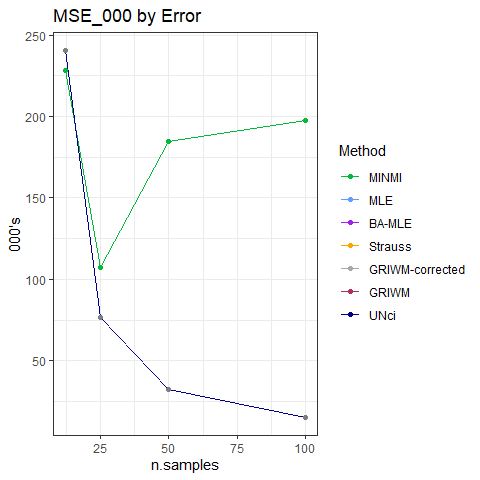 MSE_000 by Error
250
200
150
100
50
000's
25
50
75
100
n.samples
Method
MINMI
MLE
BA-MLE
Strauss
GRIWM-corrected
GRIWM
UNci